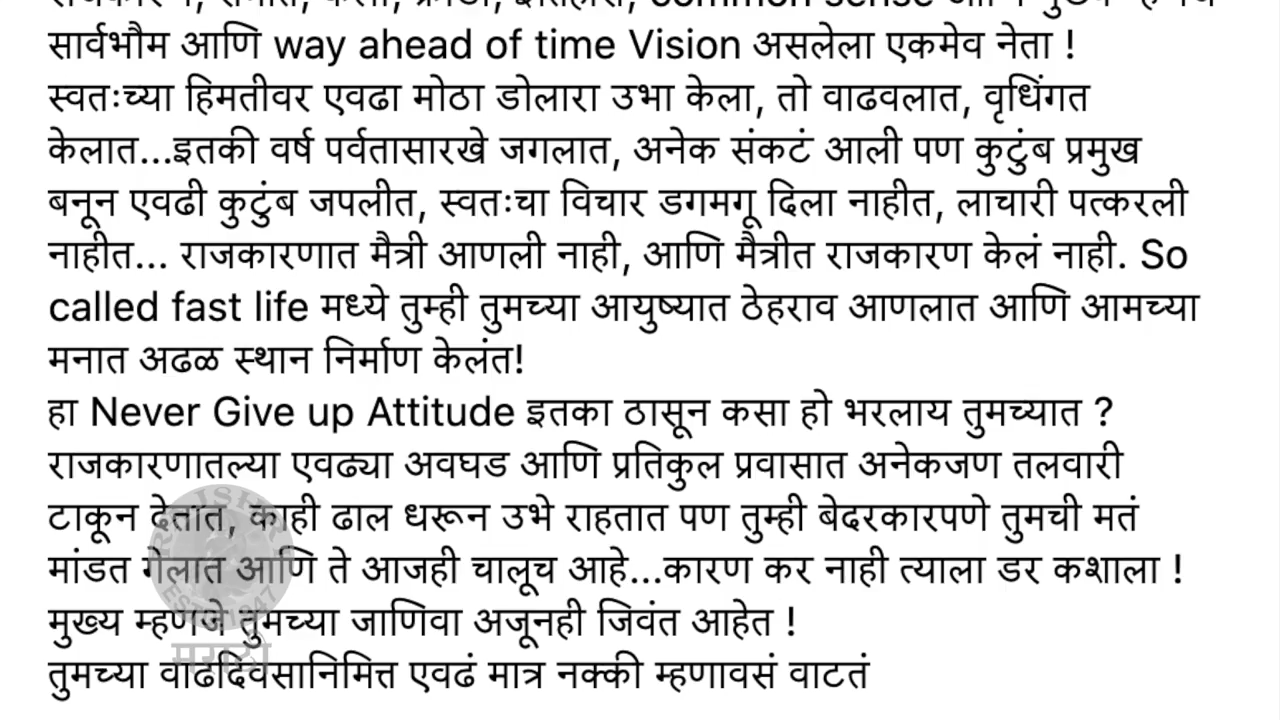 common sense
सार्वभौम आणि way ahead of time Vision असलेला एकमेव नेता !
स्वतःच्या हिमतीवर एवढा मोठा डोलारा उभा केला, तो वाढवलात, वृधिंगत
केलात...इतकी वर्ष पर्वतासारखे जगलात, अनेक संकटं आली पण कुटुंब प्रमुख
बनून एवढी कुटुंब जपलीत, स्वतःचा विचार डगमगू दिला नाहीत, लाचारी पत्करली
नाहीत... राजकारणात मैत्री आणली नाही, आणि मैत्रीत राजकारण केलं नाही. So
called fast life मध्ये तुम्ही तुमच्या आयुष्यात ठेहराव आणलात आणि आमच्या
मनात अढळ स्थान निर्माण केलंत!
हा Never Give up Attitude इतका ठासून कसा हो भरलाय तुमच्यात ?
राजकारणातल्या एवढ्या अवघड आणि प्रतिकुल प्रवासात अनेकजण तलवारी
टाकून देतात, काही ढाल धरून उभे राहतात पण तुम्ही बेदरकारपणे तुमची मतं
मांडत गेलात आणि ते आजही चालूच आहे...कारण कर नाही त्याला डर कशाला !
मुख्य म्हणजे तुमच्या जाणिवा अजूनही जिवंत आहेत !
तुमच्या वाढदिवसानिमित्त एवढं मात्र नक्की म्हणावसं वाटतं
मराठी